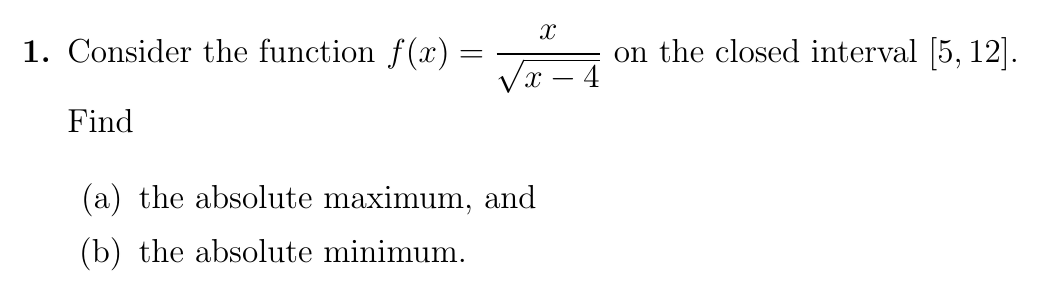 1. Consider the function f(x) = x/√(x − 4) on the closed interval [5, 12].
Find
(a) the absolute maximum, and
(b) the absolute minimum.